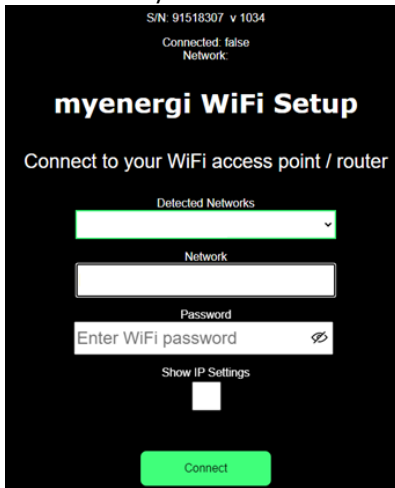 S/N: 91518307 v 1034
Connected: false
Network:
myenergi WiFi Setup
Connect to your WiFi access point / router
Detected Networks
Network
Password
Enter WiFi password
Show IP Settings
Connect